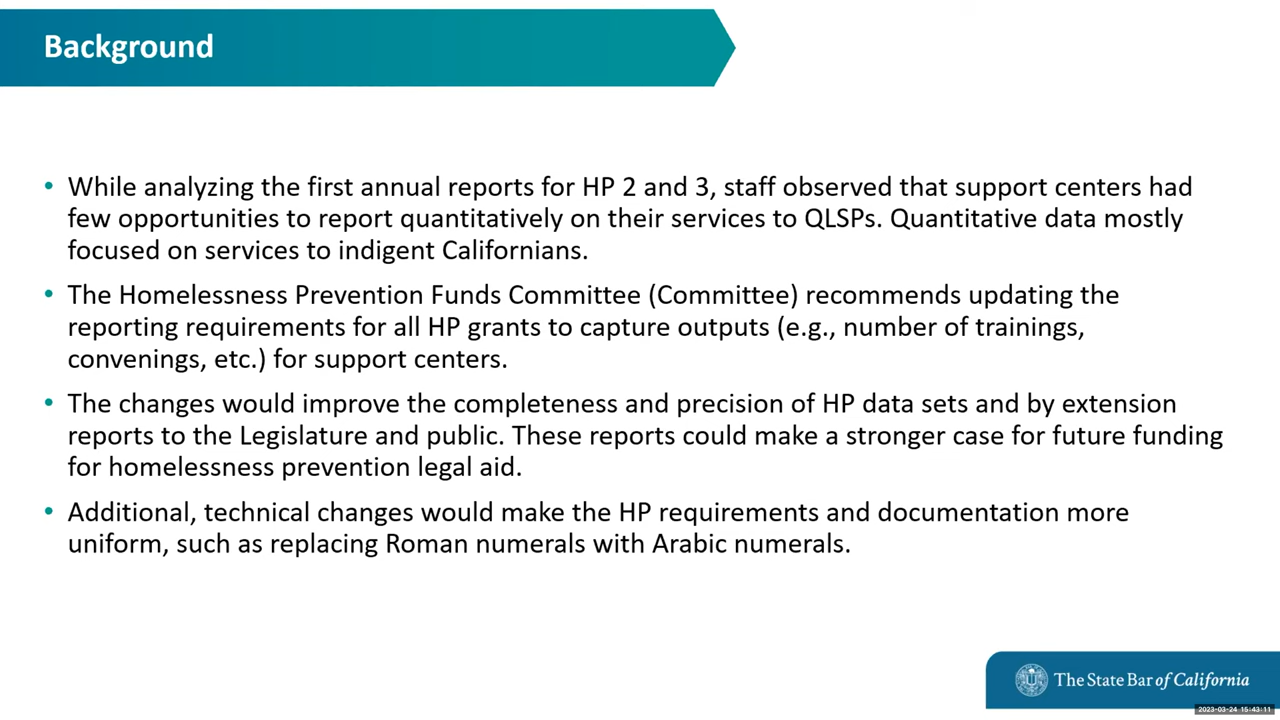 Background
• While analyzing the first annual reports for HP 2 and 3, staff observed that support centers had
few opportunities to report quantitatively on their services to QLSPs. Quantitative data mostly
focused on services to indigent Californians.
• The Homelessness Prevention Funds Committee (Committee) recommends updating the
reporting requirements for all HP grants to capture outputs (e.g., number of trainings,
convenings, etc.) for support centers.
• The changes would improve the completeness and precision of HP data sets and by extension
reports to the Legislature and public. These reports could make a stronger case for future funding
for homelessness prevention legal aid.
• Additional, technical changes would make the HP requirements and documentation more
uniform, such as replacing Roman numerals with Arabic numerals.
The State Bar of California
2023-03-24 15:43:11